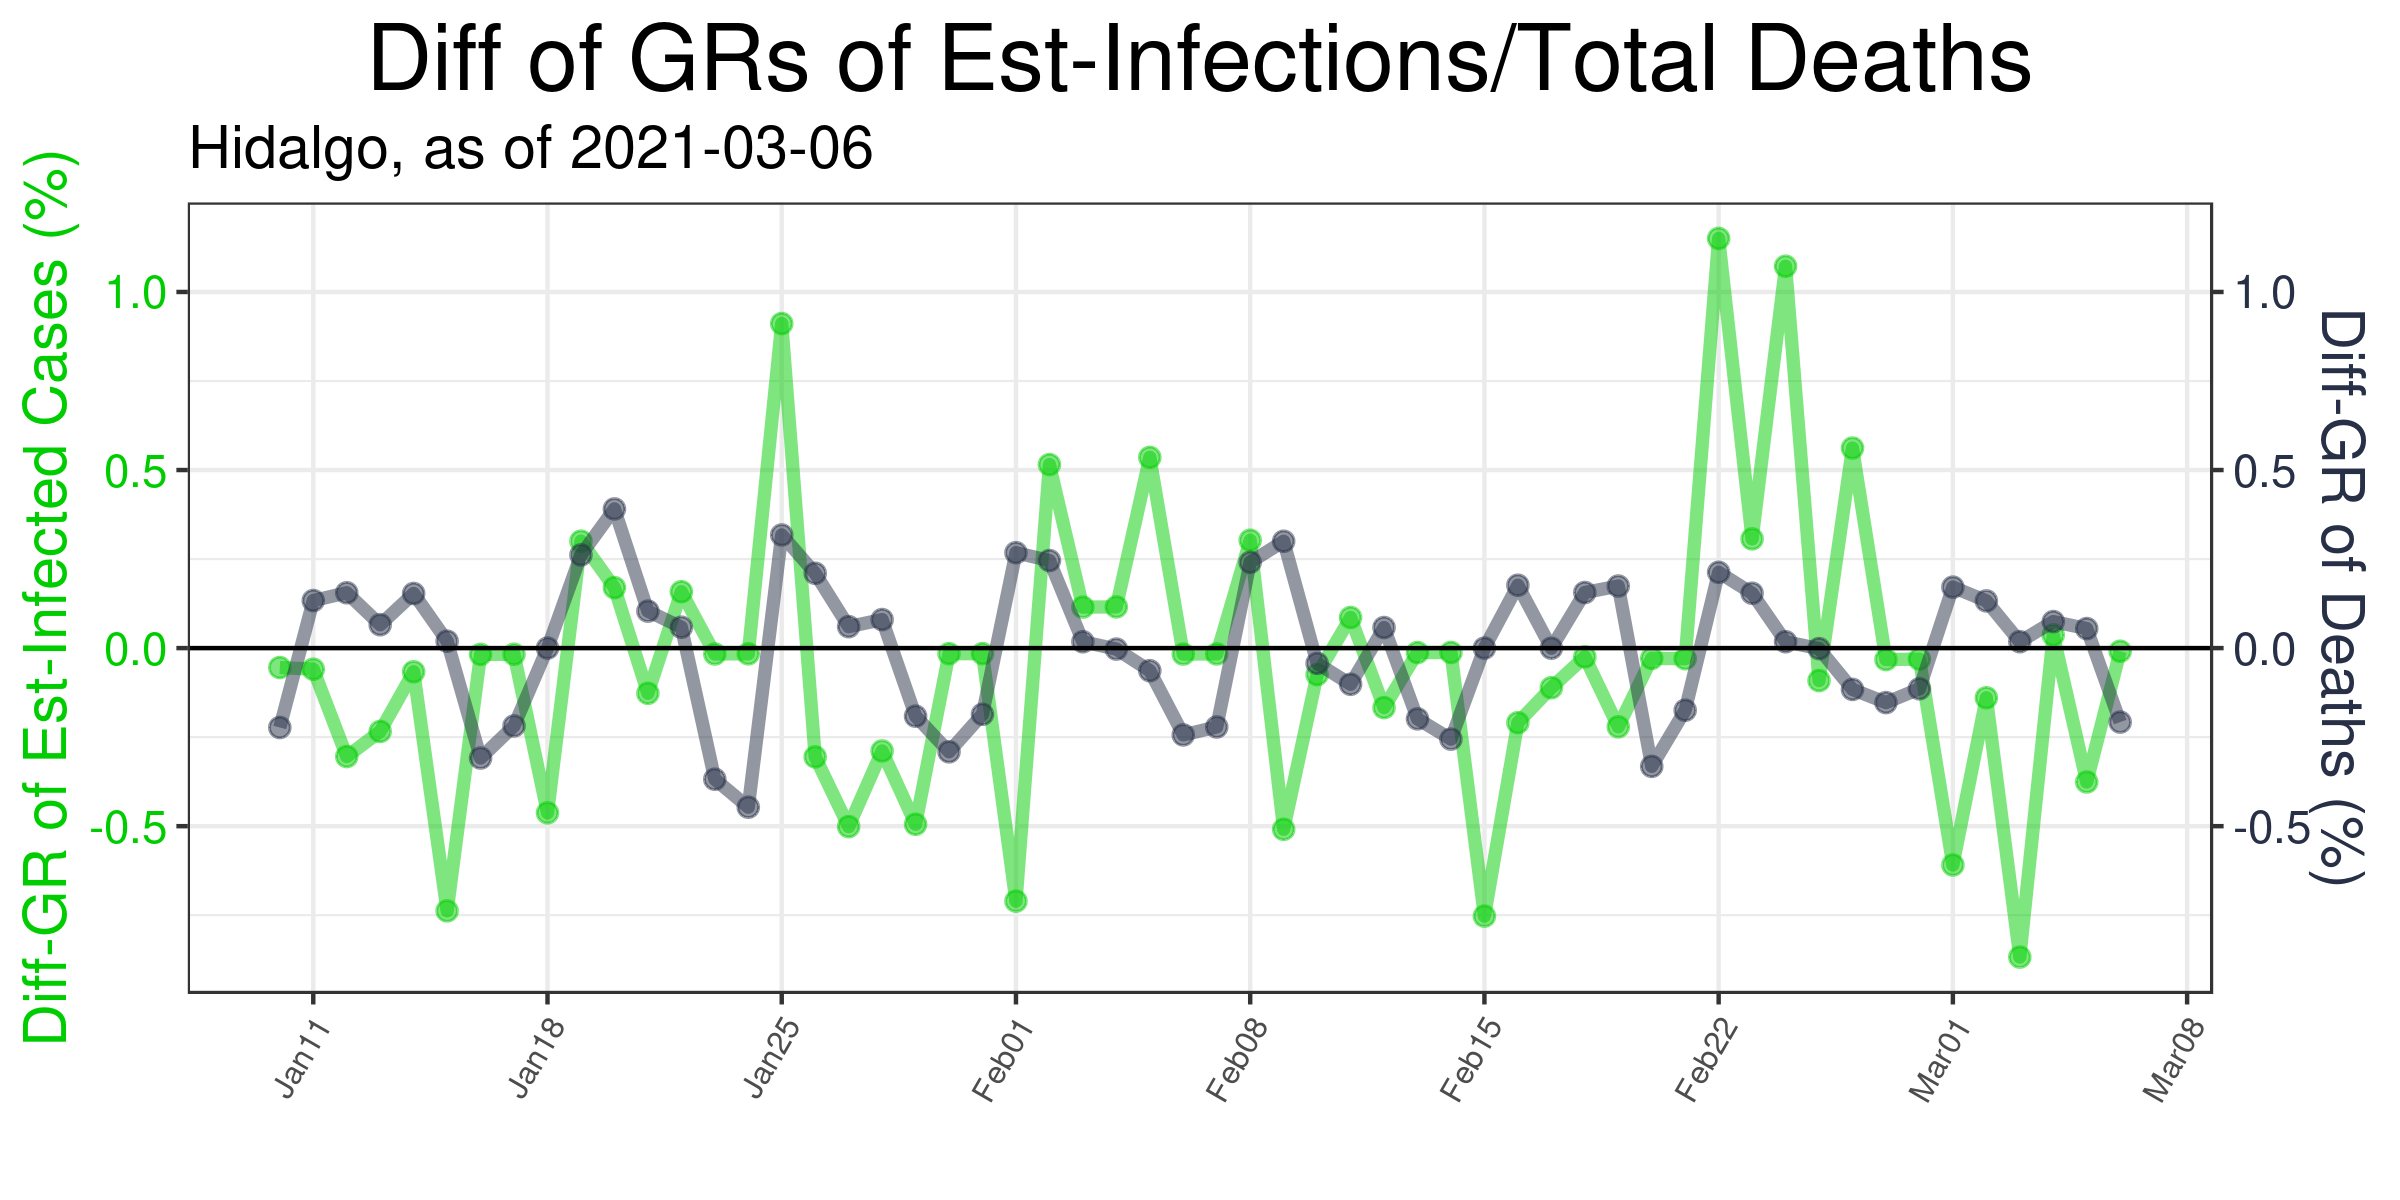 Diff of GRs of Est-Infections/Total Deaths
Hidalgo, as of 2021-03-06
Diff-GR of Est-Infected Cases (%)
1.0
0.5
0.0
-0.5
1.0
0.5
0.0
-0.5
Diff-GR of Deaths (%)
Jan11
Jan18
Jan25
Feb01
Feb08
Feb15
Feb22
Mar01
Mar08